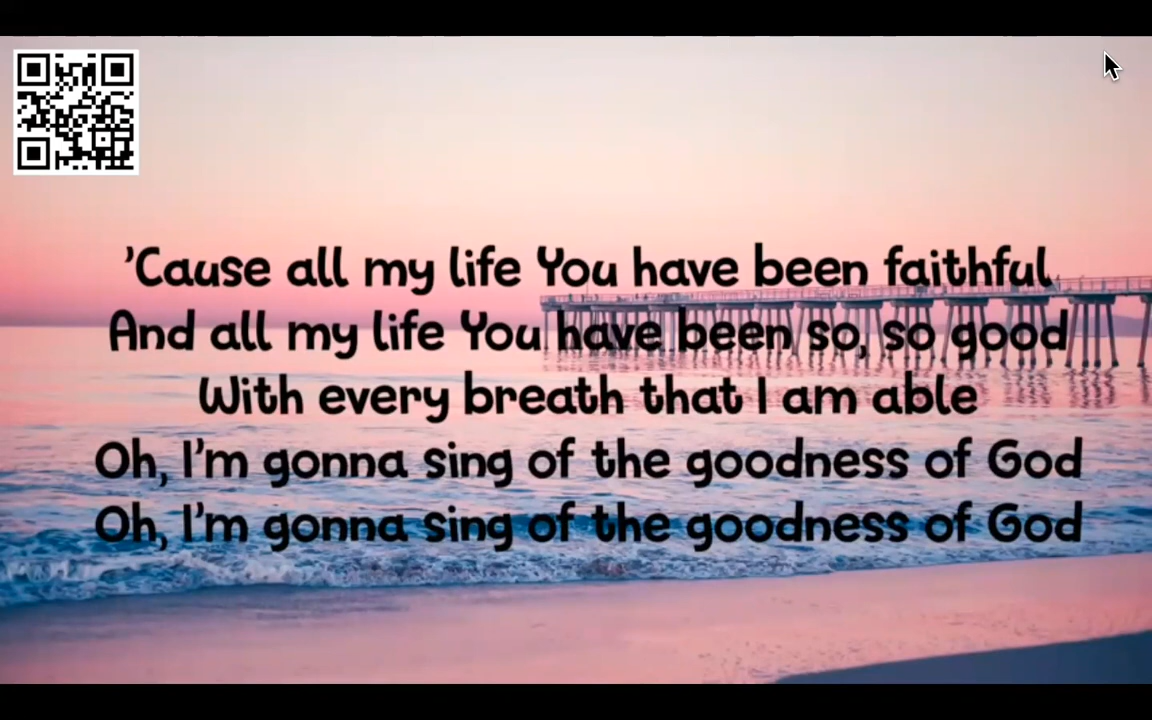 ’Cause all my life You have been faithful
And all my life You have been so, so good
With every breath that I am able
Oh, I’m gonna sing of the goodness of God
Oh, I’m gonna sing of the goodness of God